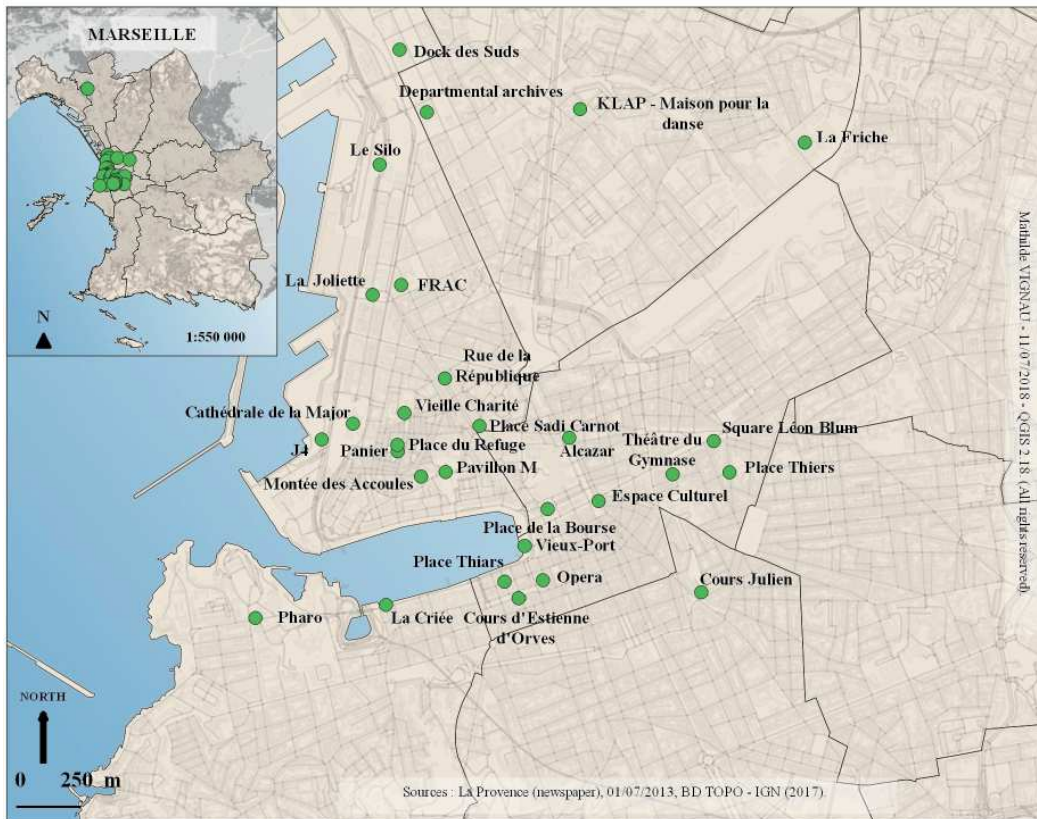 MARSEILLE
N
1:550 000
Dock des Suds
Departmental archives
KLAP - Maison pour la
danse
La Friche
Le Silo
La Joliette
FRAC
Rue de la
République
Vieille Charité
Cathédrale de la Major
Place Sadi Carnot
J4
Place du Refuge
Panier
Alcazar
Théâtre du
Gymnase
Square Léon Blum
Place Thiers
Pavillon M
Montée des Accoules
Espace Culturel
Place de la Bourse
Vieux-Port
Place Thiars
Opera
Cours Julien
Pharo
La Criée
Cours d'Estienne
d'Orves
NORTH
0 250 m
Sources : La Provence (newspaper), 01/07/2013, BD TOPO - IGN (2017).
Mathilde VIGNAU - 11/07/2018 - QGIS 2.18 (All rights reserved).